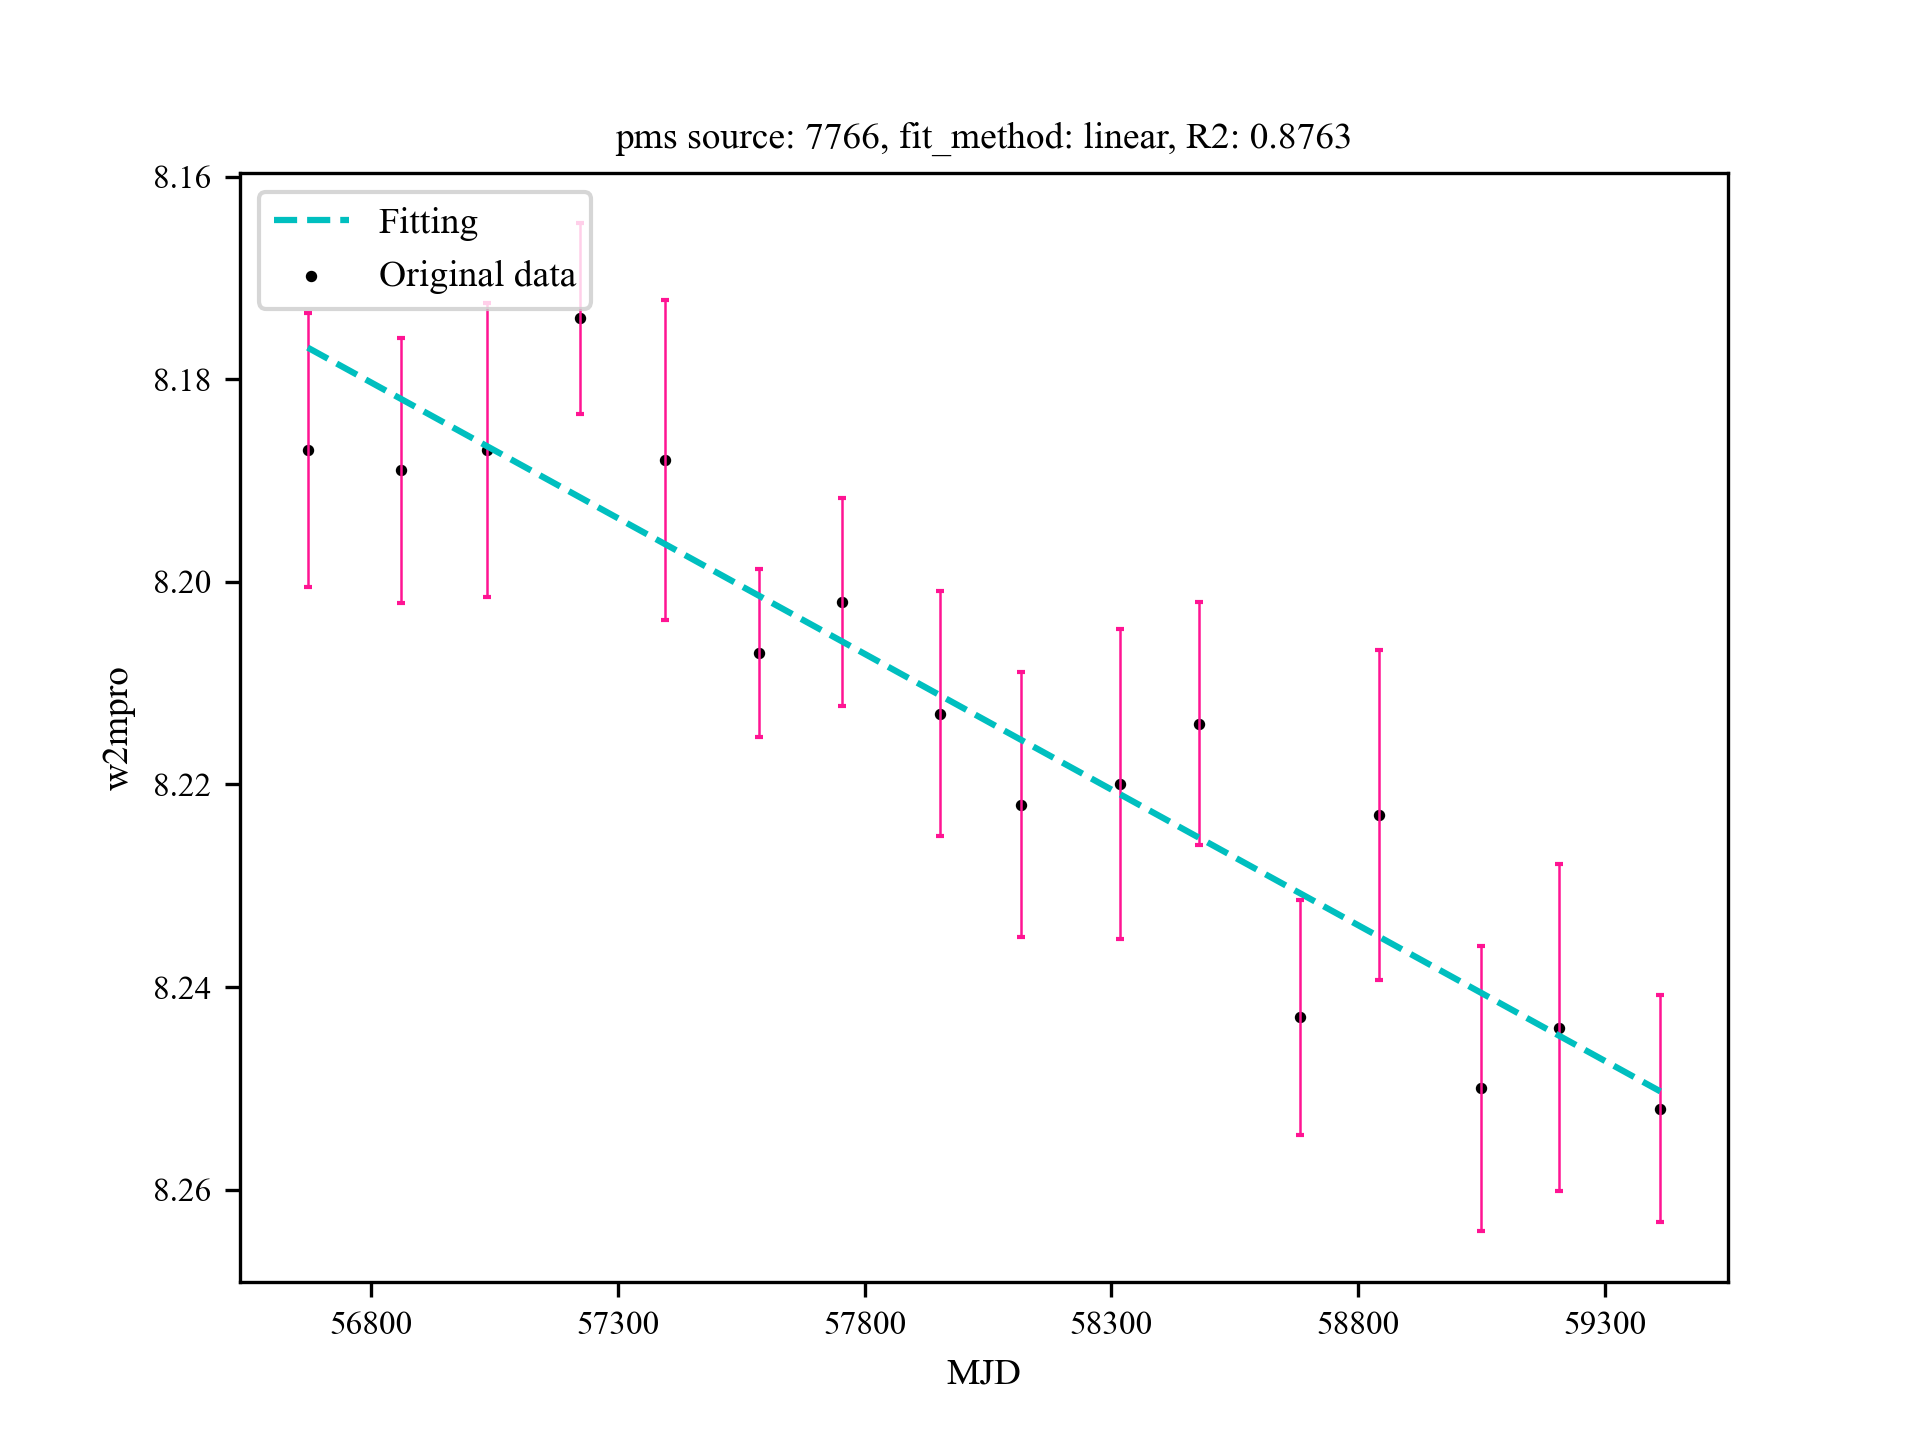 pms source: 7766, fit_method: linear, R2: 0.8763
Fitting
Original data
8.16
8.18
8.20
8.22
8.24
8.26
w2mpro
56800 57300 57800 58300 58800 59300
MJD